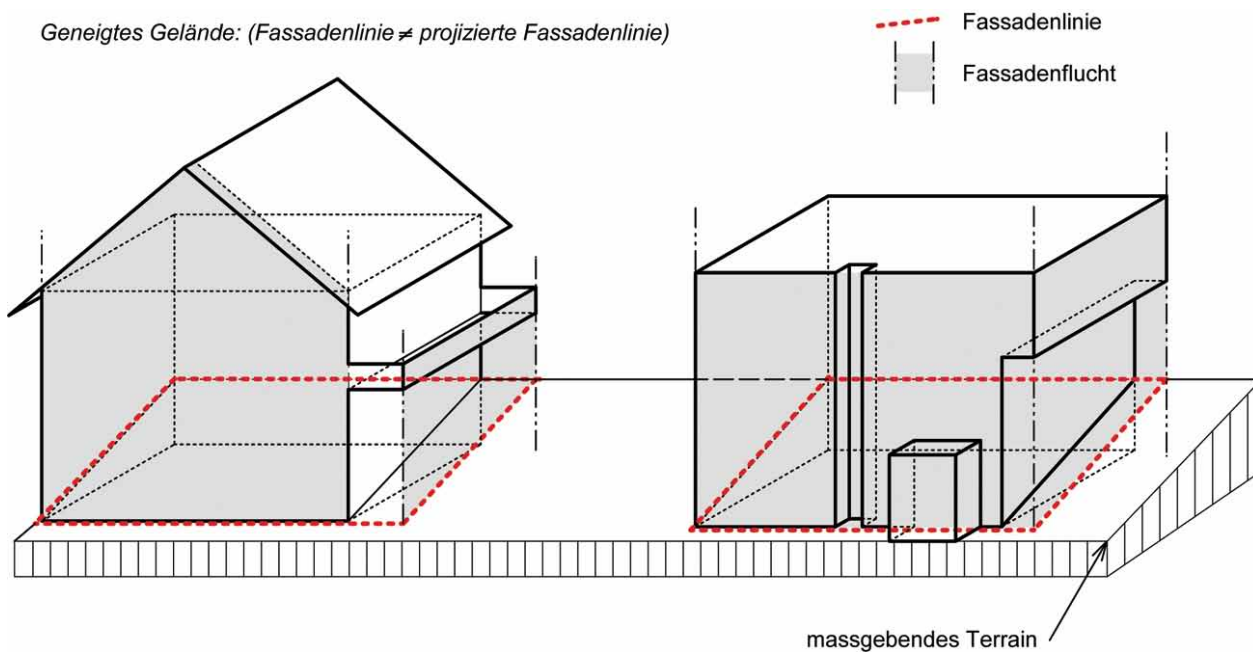 Geneigtes Gelände: (Fassadenlinie ≠ projizierte Fassadenlinie)
Fassadenlinie
Fassadenflucht
massgebendes Terrain